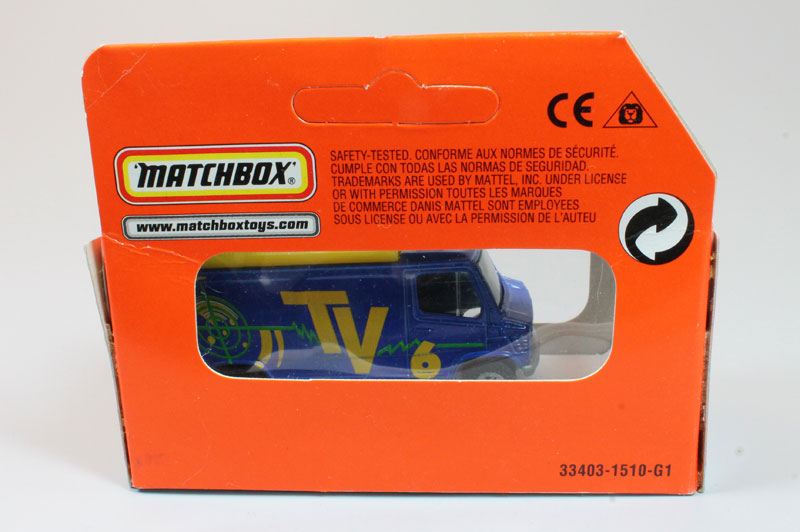 CE
'MATCHBOX'®
www.matchboxtoys.com
SAFETY-TESTED. CONFORME AUX NORMES DE SÉCURITÉ.
CUMPLE CON TODAS LAS NORMAS DE SEGURIDAD.
TRADEMARKS ARE USED BY MATTEL, INC. UNDER LICENSE
OR WITH PERMISSION TOUTES LES MARQUES
DE COMMERCE DANIS MATTEL SONT EMPLOYEES
SOUS LICENSE OU AVEC LA PERMISSION DE L'AUTEU
TV
6
33403-1510-G1